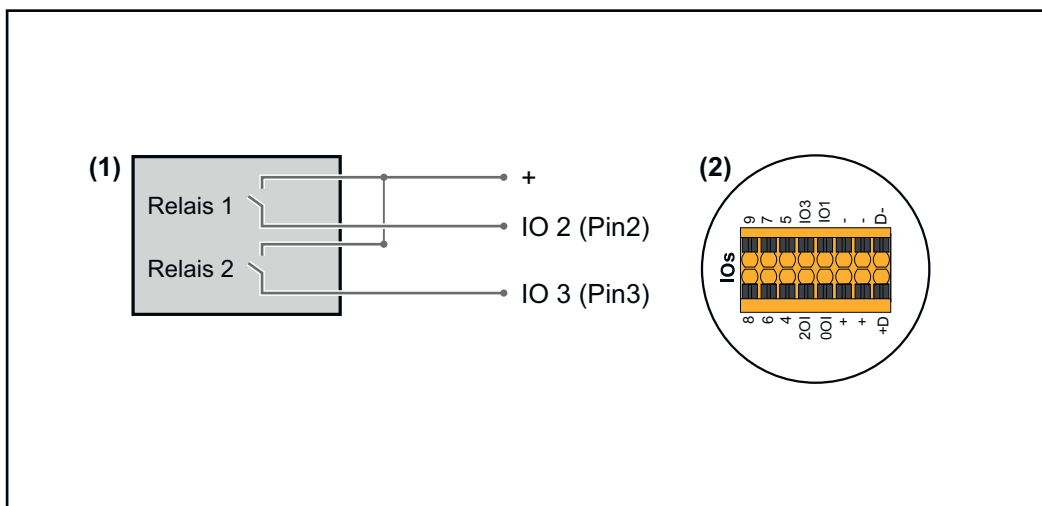 (1)
Relais 1
Relais 2
+
IO 2 (Pin2)
IO 3 (Pin3)
(2)
IOs
9 7 5 IO3 IO1 - - D-
8 6 4 2OI 0OI + + +D